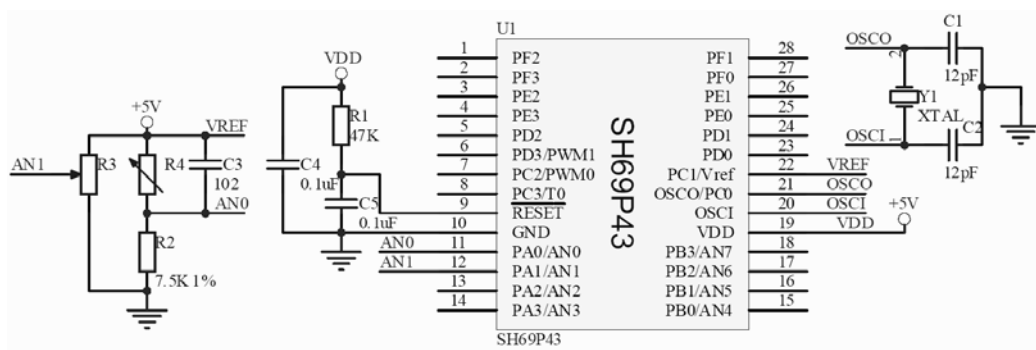 U1
1 PF2 PF1 28
2 PF3 PF0 27
3 PE2 PE1 26
4 PE3 PE0 25
5 PD2 PD1 24
6 PD3/PWM1 PD0 23
7 PC2/PWM0 PC1/Vref 22 VREF
8 PC3/T0 OSCO/PC0 21 OSCO
9 RESET OSCI 20 OSCI
10 GND VDD 19 VDD +5V
AN0 11 PA0/AN0 PB3/AN7 18
AN1 12 PA1/AN1 PB2/AN6 17
13 PA2/AN2 PB1/AN5 16
14 PA3/AN3 PB0/AN4 15
SH69P43
SH69P43
+5V
VREF
AN1
R3
R4
C3
102
AN0
R2
7.5K 1%
VDD
R1
47K
C4
0.1uF
C5
0.1uF
OSCO
C1
2
12pF
Y1
XTAL
OSCI
1
C2
12pF